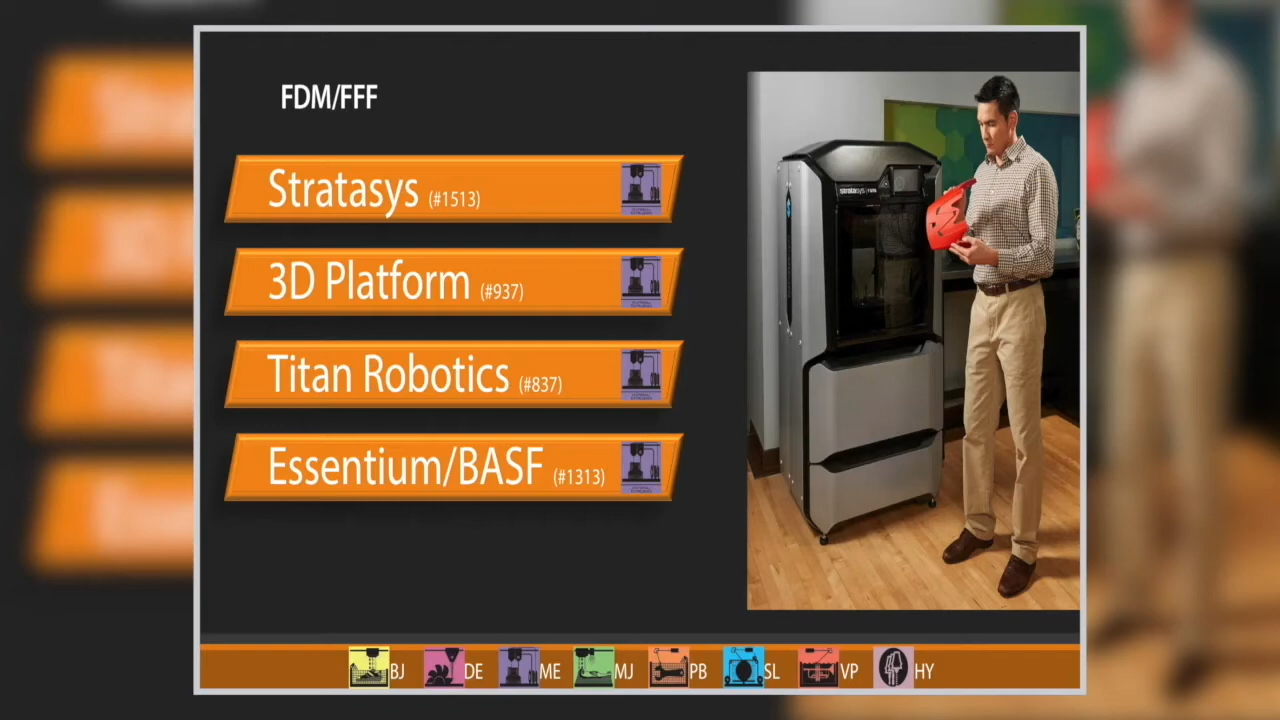 FDM/FFF
Stratasys (#1513)
3D Platform (#937)
Titan Robotics (#837)
Essentium/BASF (#1313)
stratasys
BJ DE ME MJ PB SL VP HY